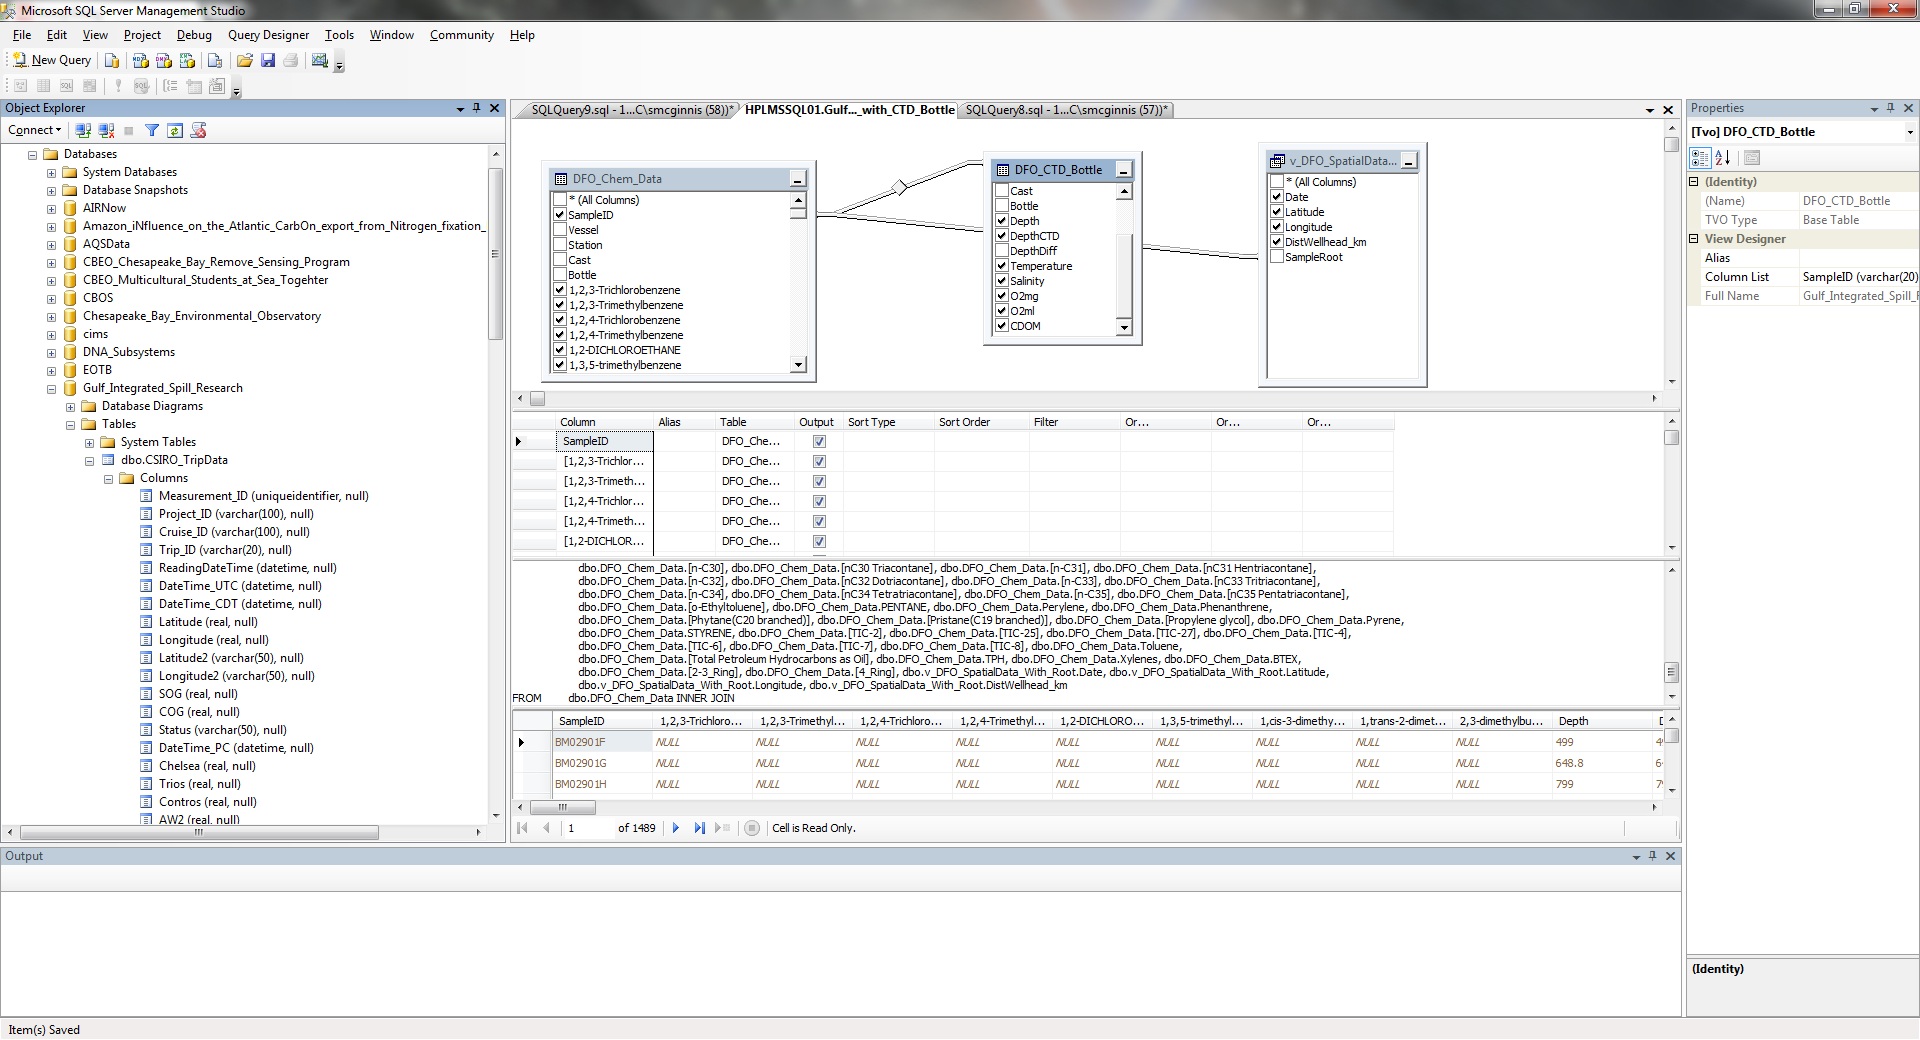 Microsoft SQL Server Management Studio
File Edit View Project Debug Query Designer Tools Window Community Help
New Query
Object Explorer
Connect
Databases
System Databases
Database Snapshots
AIRNow
Amazon_iNfluence_on_the_Atlantic_CarbOn_export_from_Nitrogen_fixation_
AQSData
CBEO_Chesapeake_Bay_Remove_Sensing_Program
CBEO_Multicultural_Students_at_Sea_Togehter
CBOS
Chesapeake_Bay_Environmental_Observatory
cims
DNA_Subsystems
EOTB
Gulf_Integrated_Spill_Research
Database Diagrams
Tables
System Tables
dbo.CSIRO_TripData
Columns
Measurement_ID (uniqueidentifier, null)
Project_ID (varchar(100), null)
Cruise_ID (varchar(100), null)
Trip_ID (varchar(20), null)
ReadingDateTime (datetime, null)
DateTime_UTC (datetime, null)
DateTime_CDT (datetime, null)
Latitude (real, null)
Longitude (real, null)
Latitude2 (varchar(50), null)
Longitude2 (varchar(50), null)
SOG (real, null)
COG (real, null)
Status (varchar(50), null)
DateTime_PC (datetime, null)
Chelsea (real, null)
Trios (real, null)
Contros (real, null)
AW2 (real, null)
SQLQuery9.sql - 1...C\smcginnis (58))* HPLMSSQL01.Gulf..._with_CTD_Bottle SQLQuery8.sql - 1...C\smcginnis (57))*
DFO_Chem_Data
* (All Columns)
SampleID
Vessel
Station
Cast
Bottle
1,2,3-Trichlorobenzene
1,2,3-Trimethylbenzene
1,2,4-Trichlorobenzene
1,2,4-Trimethylbenzene
1,2-DICHLOROETHANE
1,3,5-trimethylbenzene
DFO_CTD_Bottle
Cast
Bottle
Depth
DepthCTD
DepthDiff
Temperature
Salinity
O2mg
O2ml
CDOM
v_DFO_SpatialData...
* (All Columns)
Date
Latitude
Longitude
DistWellhead_km
SampleRoot
Column Alias Table Output Sort Type Sort Order Filter Or... Or... Or...
SampleID DFO_Che...
[1,2,3-Trichlor... DFO_Che...
[1,2,3-Trimeth... DFO_Che...
[1,2,4-Trichlor... DFO_Che...
[1,2,4-Trimeth... DFO_Che...
[1,2-DICHLOR... DFO_Che...
dbo.DFO_Chem_Data.[n-C30], dbo.DFO_Chem_Data.[nC30 Triacontane], dbo.DFO_Chem_Data.[n-C31], dbo.DFO_Chem_Data.[nC31 Hentriacontane],
dbo.DFO_Chem_Data.[n-C32], dbo.DFO_Chem_Data.[nC32 Dotriacontane], dbo.DFO_Chem_Data.[n-C33], dbo.DFO_Chem_Data.[nC33 Tritriacontane],
dbo.DFO_Chem_Data.[n-C34], dbo.DFO_Chem_Data.[nC34 Tetratriacontane], dbo.DFO_Chem_Data.[n-C35], dbo.DFO_Chem_Data.[nC35 Pentatriacontane],
dbo.DFO_Chem_Data.[o-Ethyltoluene], dbo.DFO_Chem_Data.PENTANE, dbo.DFO_Chem_Data.Perylene, dbo.DFO_Chem_Data.Phenanthrene,
dbo.DFO_Chem_Data.[Phytane(C20 branched)], dbo.DFO_Chem_Data.[Pristane(C19 branched)], dbo.DFO_Chem_Data.[Propylene glycol], dbo.DFO_Chem_Data.Pyrene,
dbo.DFO_Chem_Data.STYRENE, dbo.DFO_Chem_Data.[TIC-2], dbo.DFO_Chem_Data.[TIC-25], dbo.DFO_Chem_Data.[TIC-27], dbo.DFO_Chem_Data.[TIC-4],
dbo.DFO_Chem_Data.[TIC-6], dbo.DFO_Chem_Data.[TIC-7], dbo.DFO_Chem_Data.[TIC-8], dbo.DFO_Chem_Data.Toluene,
dbo.DFO_Chem_Data.[Total Petroleum Hydrocarbons as Oil], dbo.DFO_Chem_Data.TPH, dbo.DFO_Chem_Data.Xylenes, dbo.DFO_Chem_Data.BTEX,
dbo.DFO_Chem_Data.[2-3_Ring], dbo.DFO_Chem_Data.[4_Ring], dbo.v_DFO_SpatialData_With_Root.Date, dbo.v_DFO_SpatialData_With_Root.Latitude,
dbo.v_DFO_SpatialData_With_Root.Longitude, dbo.v_DFO_SpatialData_With_Root.DistWellhead_km
FROM dbo.DFO_Chem_Data INNER JOIN
SampleID 1,2,3-Trichloro... 1,2,3-Trimethyl... 1,2,4-Trichloro... 1,2,4-Trimethyl... 1,2-DICHLORO... 1,3,5-trimethyl... 1,cis-3-dimethy... 1,trans-2-dimet... 2,3-dimethylbu... Depth
BM02901F NULL NULL NULL NULL NULL NULL NULL NULL NULL 499
BM02901G NULL NULL NULL NULL NULL NULL NULL NULL NULL 648.8
BM02901H NULL NULL NULL NULL NULL NULL NULL NULL NULL 799
1 of 1489 Cell is Read Only.
Properties
[Tvo] DFO_CTD_Bottle
(Identity)
(Name) DFO_CTD_Bottle
TVO Type Base Table
View Designer
Alias
Column List SampleID (varchar(20)
Full Name Gulf_Integrated_Spill_
(Identity)
Output
Item(s) Saved